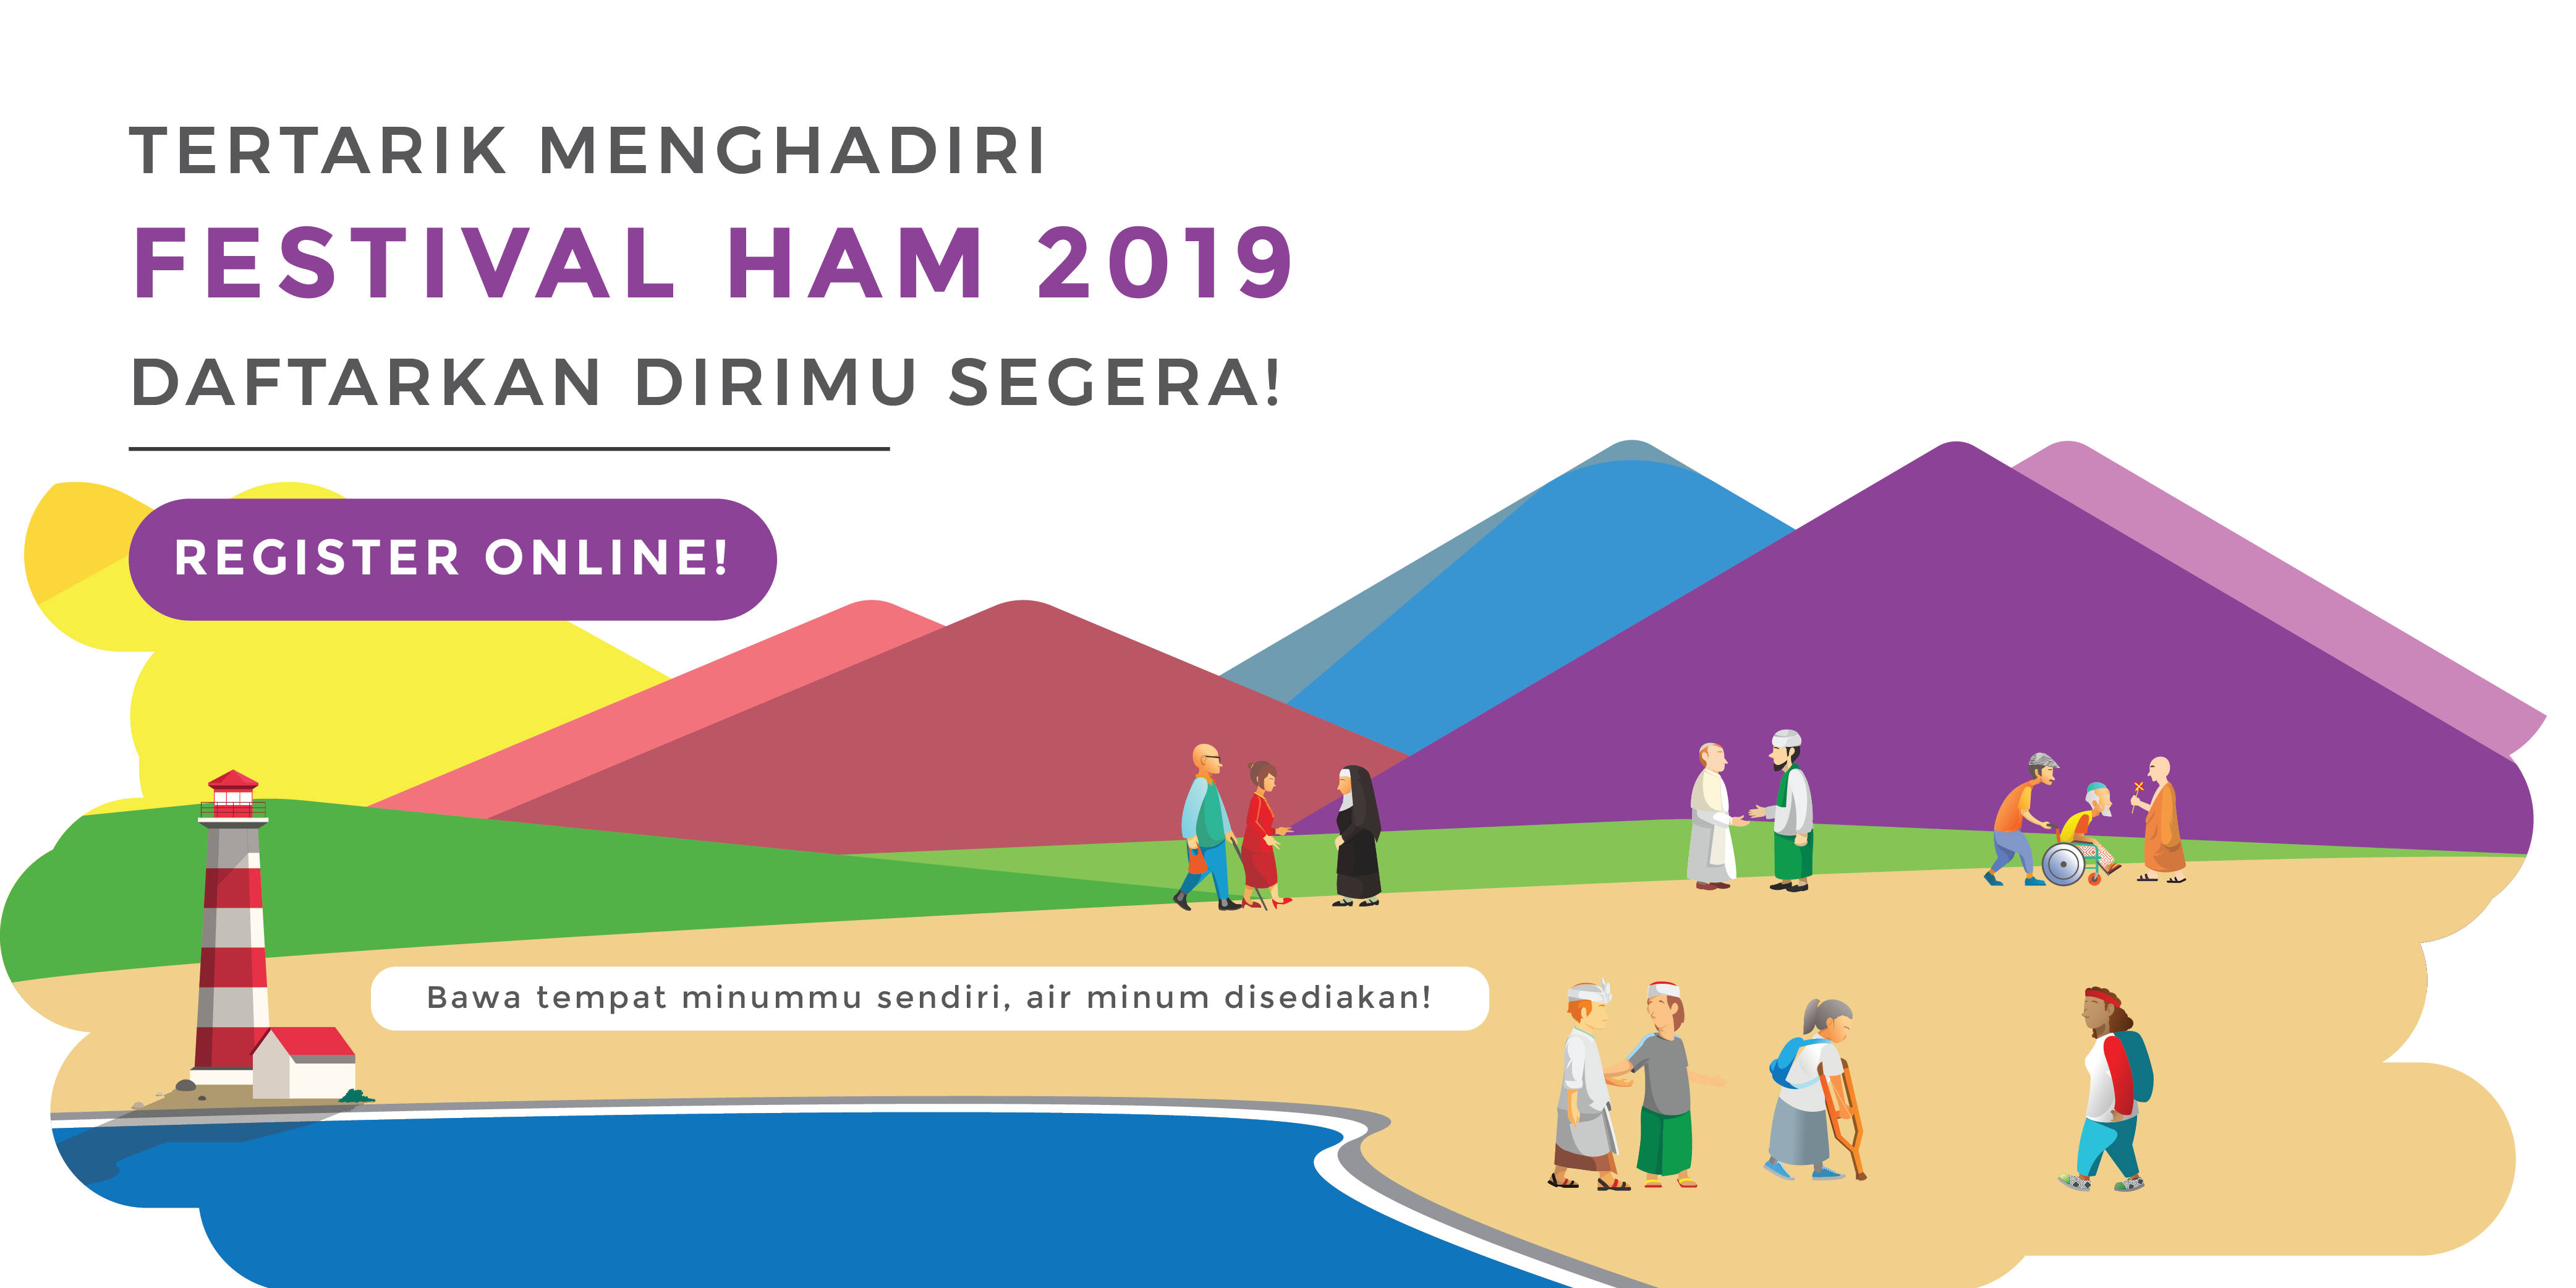 TERTARIK MENGHADIRI
FESTIVAL HAM 2019
DAFTARKAN DIRIMU SEGERA!
REGISTER ONLINE!
Bawa tempat minummu sendiri, air minum disediakan!